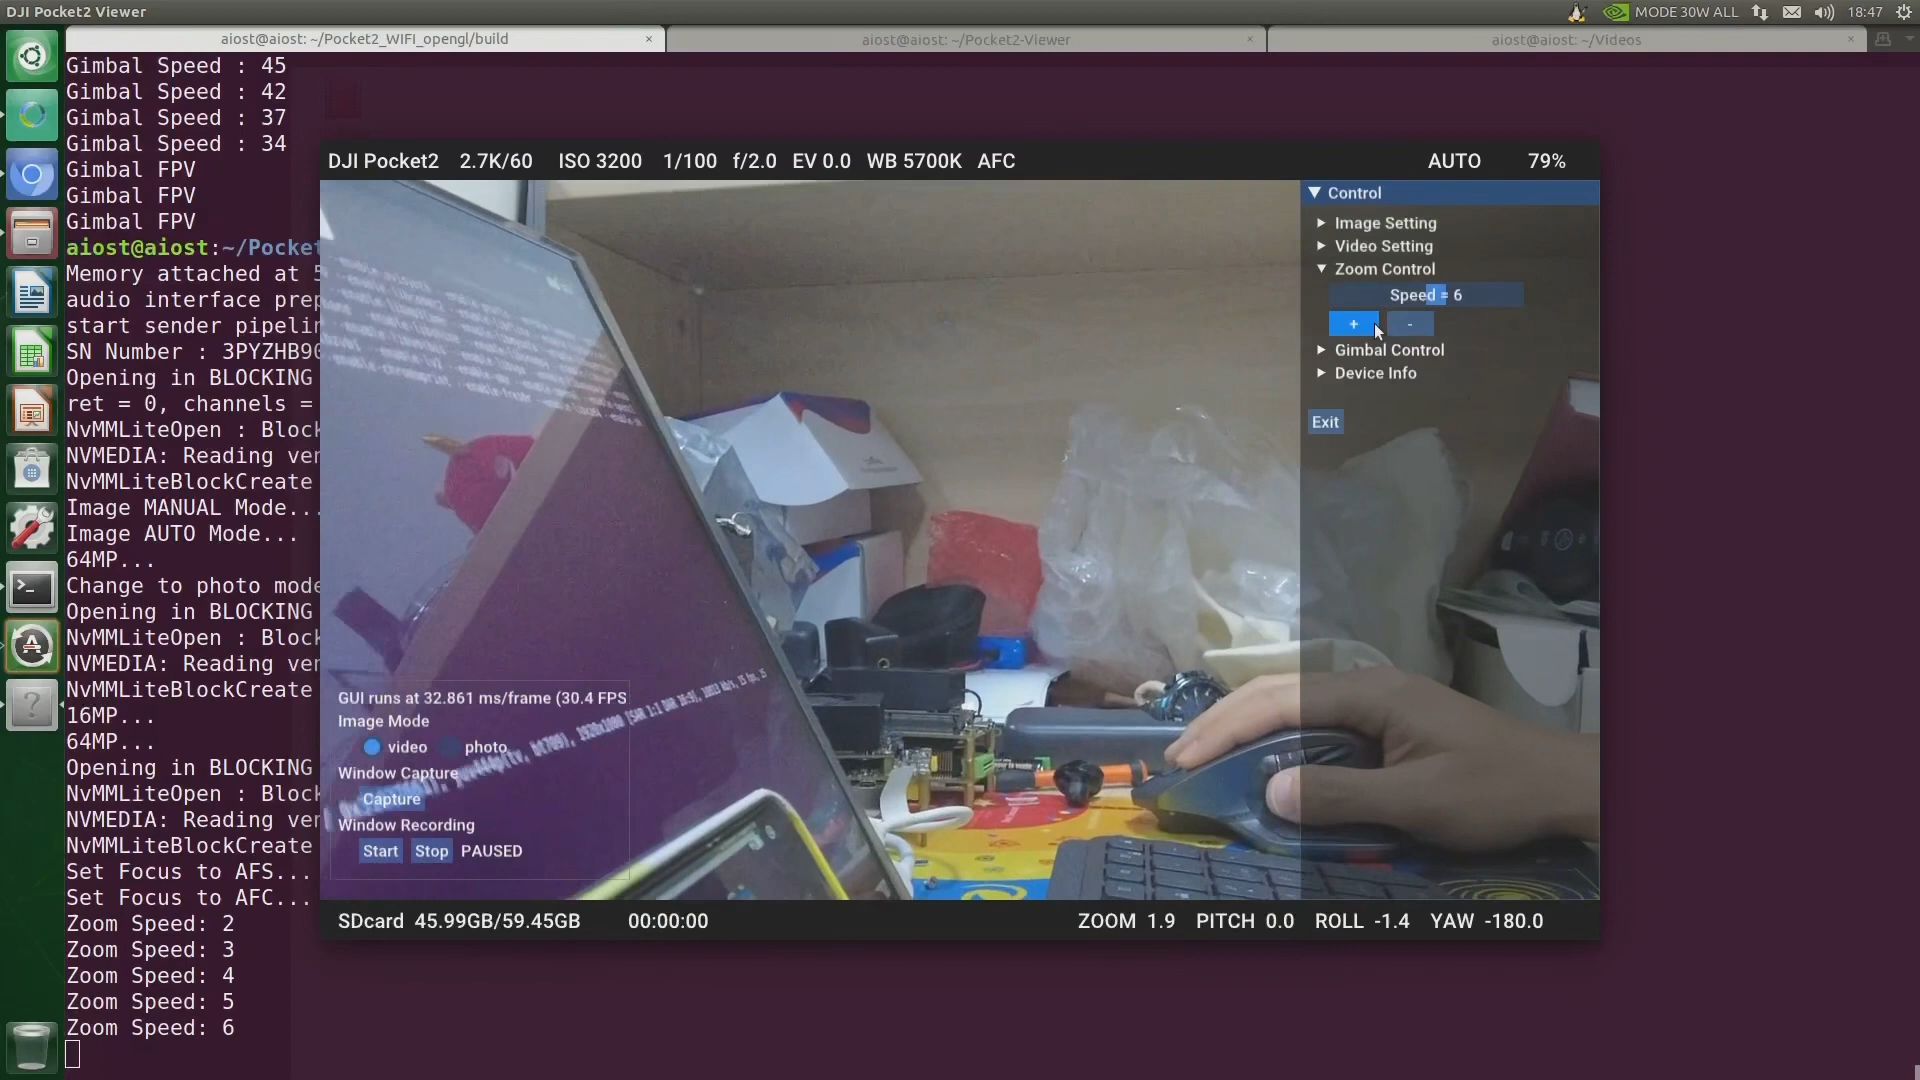 DJI Pocket2 Viewer
MODE 30W ALL
18:47
aiost@aiost: ~/Pocket2_WIFI_opengl/build ×
aiost@aiost: ~/Pocket2-Viewer ×
aiost@aiost: ~/Videos ×
Gimbal Speed : 45
Gimbal Speed : 42
Gimbal Speed : 37
Gimbal Speed : 34
Gimbal FPV
Gimbal FPV
Gimbal FPV
aiost@aiost:~/Pocket
Memory attached at 5
audio interface prep
start sender pipelin
SN Number : 3PYZHB90
Opening in BLOCKING
ret = 0, channels =
NvMMLiteOpen : Block
NVMEDIA: Reading ven
NvMMLiteBlockCreate
Image MANUAL Mode...
Image AUTO Mode...
64MP...
Change to photo mode
Opening in BLOCKING
NvMMLiteOpen : Block
NVMEDIA: Reading ven
NvMMLiteBlockCreate
16MP...
64MP...
Opening in BLOCKING
NvMMLiteOpen : Block
NVMEDIA: Reading ven
NvMMLiteBlockCreate
Set Focus to AFS...
Set Focus to AFC...
Zoom Speed: 2
Zoom Speed: 3
Zoom Speed: 4
Zoom Speed: 5
Zoom Speed: 6
DJI Pocket2 2.7K/60 ISO 3200 1/100 f/2.0 EV 0.0 WB 5700K AFC AUTO 79%
Control
Image Setting
Video Setting
Zoom Control
Speed = 6
+ -
Gimbal Control
Device Info
Exit
GUI runs at 32.861 ms/frame (30.4 FPS
Image Mode
video photo
Window Capture
Capture
Window Recording
Start Stop PAUSED
SDcard 45.99GB/59.45GB 00:00:00 ZOOM 1.9 PITCH 0.0 ROLL -1.4 YAW -180.0